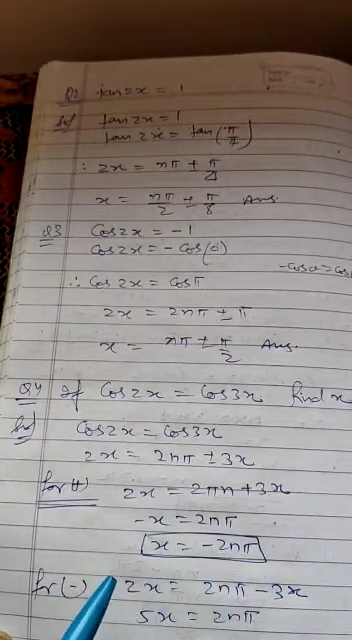 Q2 tan 2x = 1
Sol) tan 2x = 1
tan 2x = tan (π/4)
∴ 2x = nπ ± π/4
x = nπ/2 ± π/8 Ans.
Q3 Cos 2x = -1
Cos 2x = - Cos(0)
∴ Cos 2x = Cos π
2x = 2nπ ± π
x = nπ ± π/2 Ans.
Q4 If Cos 2x = Cos 3x find x
Sol) Cos 2x = Cos 3x
2x = 2nπ ± 3x
for (+) 2x = 2πn + 3x
-x = 2nπ
x = -2nπ
for (-) 2x = 2nπ - 3x
5x = 2nπ